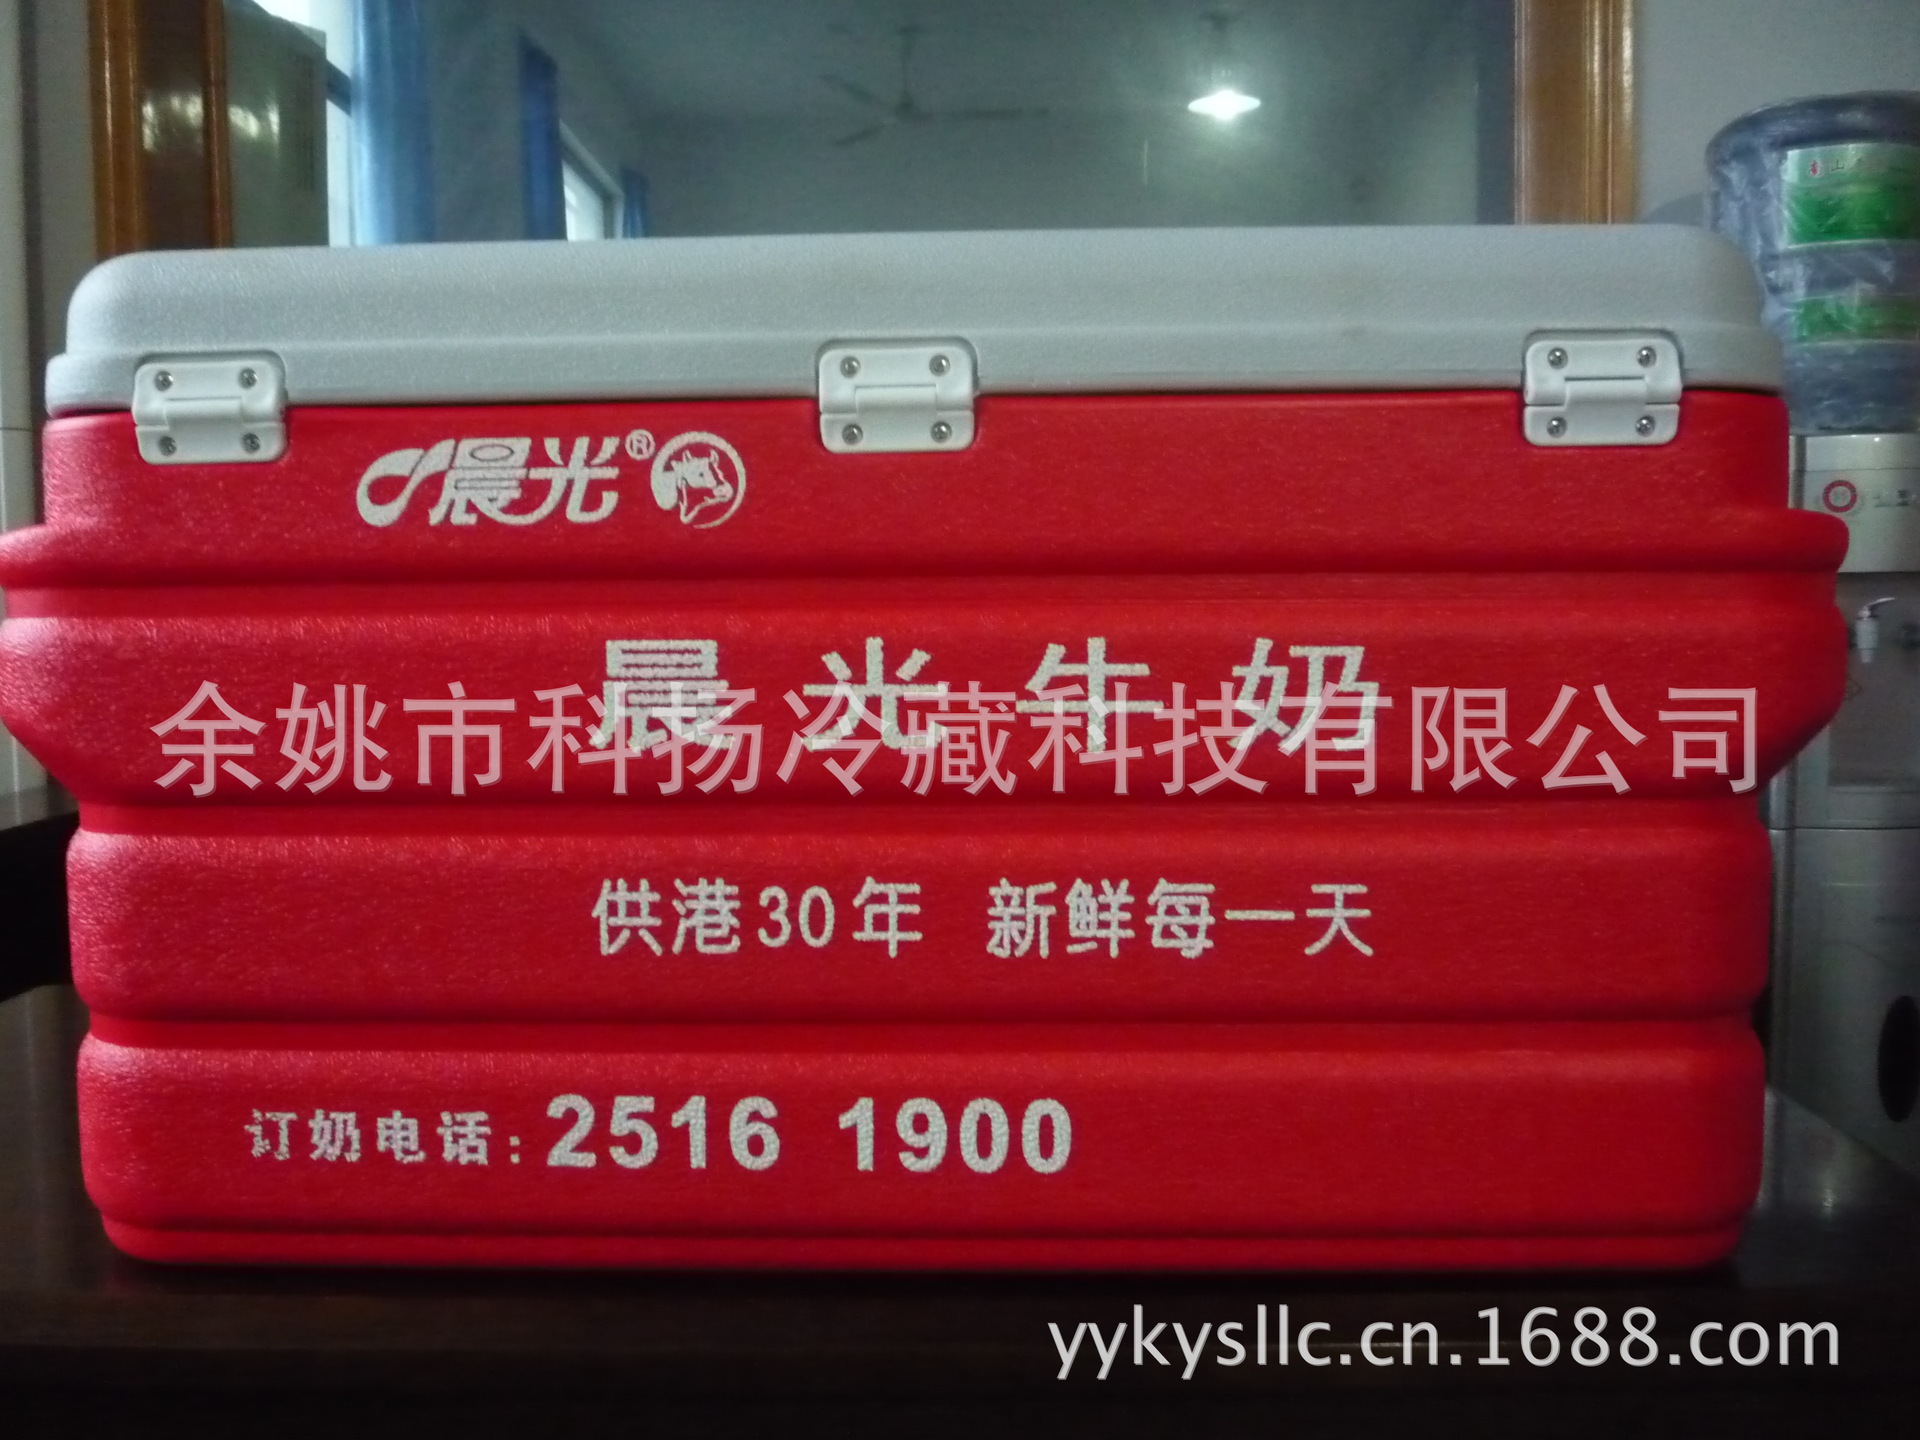 南山
晨光®
晨光牛奶
余姚市科扬冷藏科技有限公司
供港30年 新鲜每一天
订奶电话：2516 1900
yykysllc.cn.1688.com